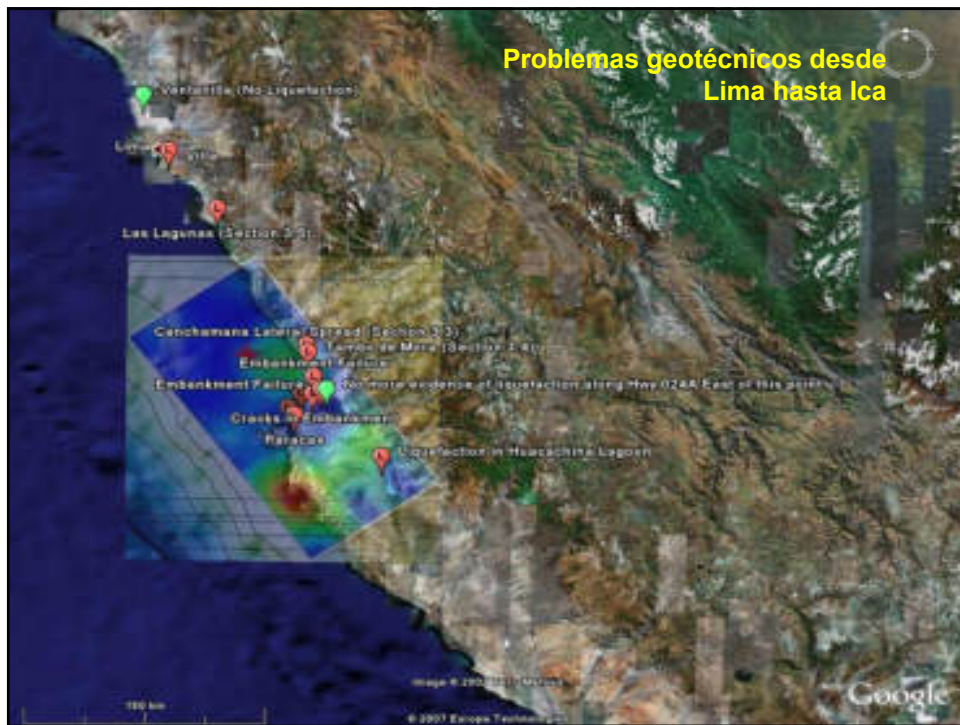 Problemas geotécnicos desde
Lima hasta Ica
Ventanilla (No Liquefaction)
Las Lagunas (Section 3.5)
Canchamana Lateral Spread (Section 3.3)
Tambo de Mora (Section 3.4)
Embankment Failure
Embankment Failure
No more evidence of liquefaction along Hwy 024A East of this point
Cracks in Embankment
Paracas
Liquefaction in Huacachina Lagoon
100 km
Google
© 2007 Europa Technologies